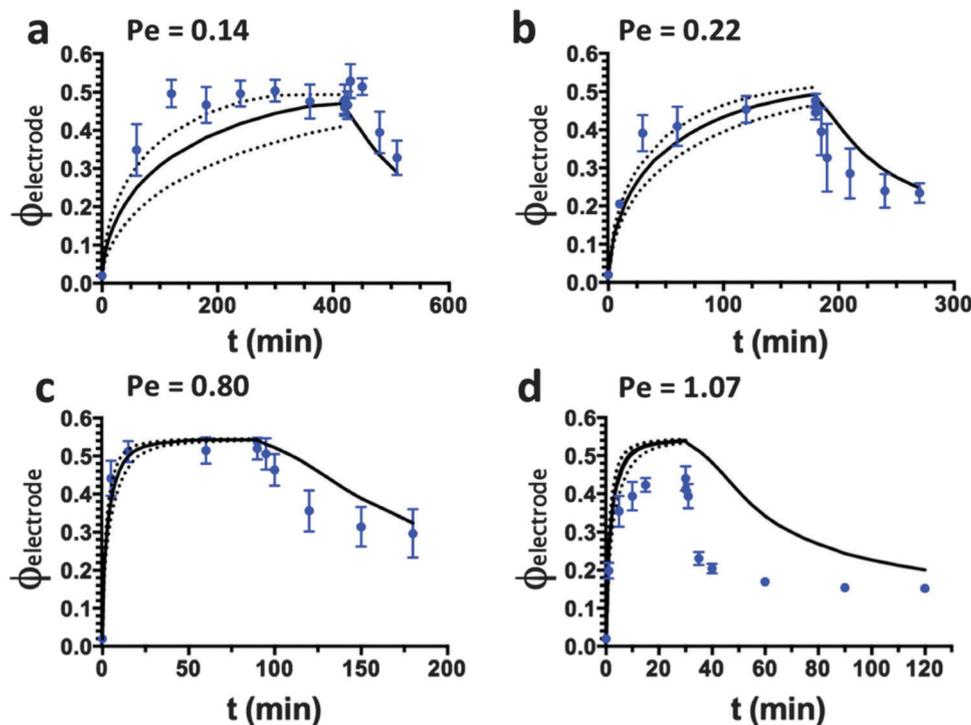 a Pe = 0.14
0.6
0.5
0.4
0.3
0.2
0.1
0.0
ϕelectrode
0 200 400 600
t (min)
b Pe = 0.22
0.6
0.5
0.4
0.3
0.2
0.1
0.0
ϕelectrode
0 100 200 300
t (min)
c Pe = 0.80
0.6
0.5
0.4
0.3
0.2
0.1
0.0
ϕelectrode
0 50 100 150 200
t (min)
d Pe = 1.07
0.6
0.5
0.4
0.3
0.2
0.1
0.0
ϕelectrode
0 20 40 60 80 100 120
t (min)